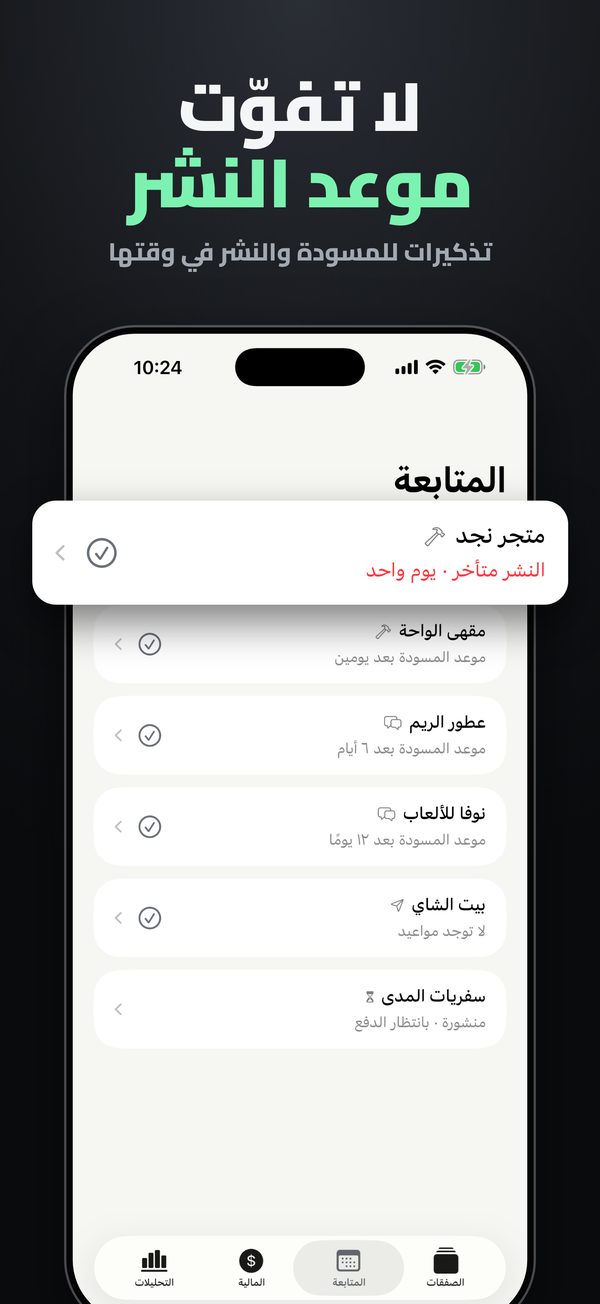 لا تفوّت
موعد النشر
تذكيرات للمسودة والنشر في وقتها
10:24
المتابعة
متجر نجد
النشر متأخر · يوم واحد
مقهى الواحة
موعد المسودة بعد يومين
عطور الريم
موعد المسودة بعد ٦ أيام
نوفا للألعاب
موعد المسودة بعد ١٢ يومًا
بيت الشاي
لا توجد مواعيد
سفريات المدى
منشورة · بانتظار الدفع
الصفقات
المتابعة
المالية
التحليلات